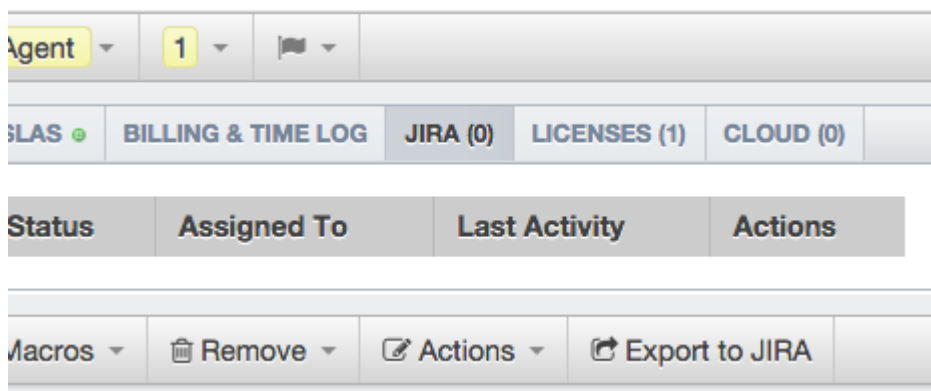 Agent 1
SLAS BILLING & TIME LOG JIRA (0) LICENSES (1) CLOUD (0)
Status Assigned To Last Activity Actions
Macros Remove Actions Export to JIRA